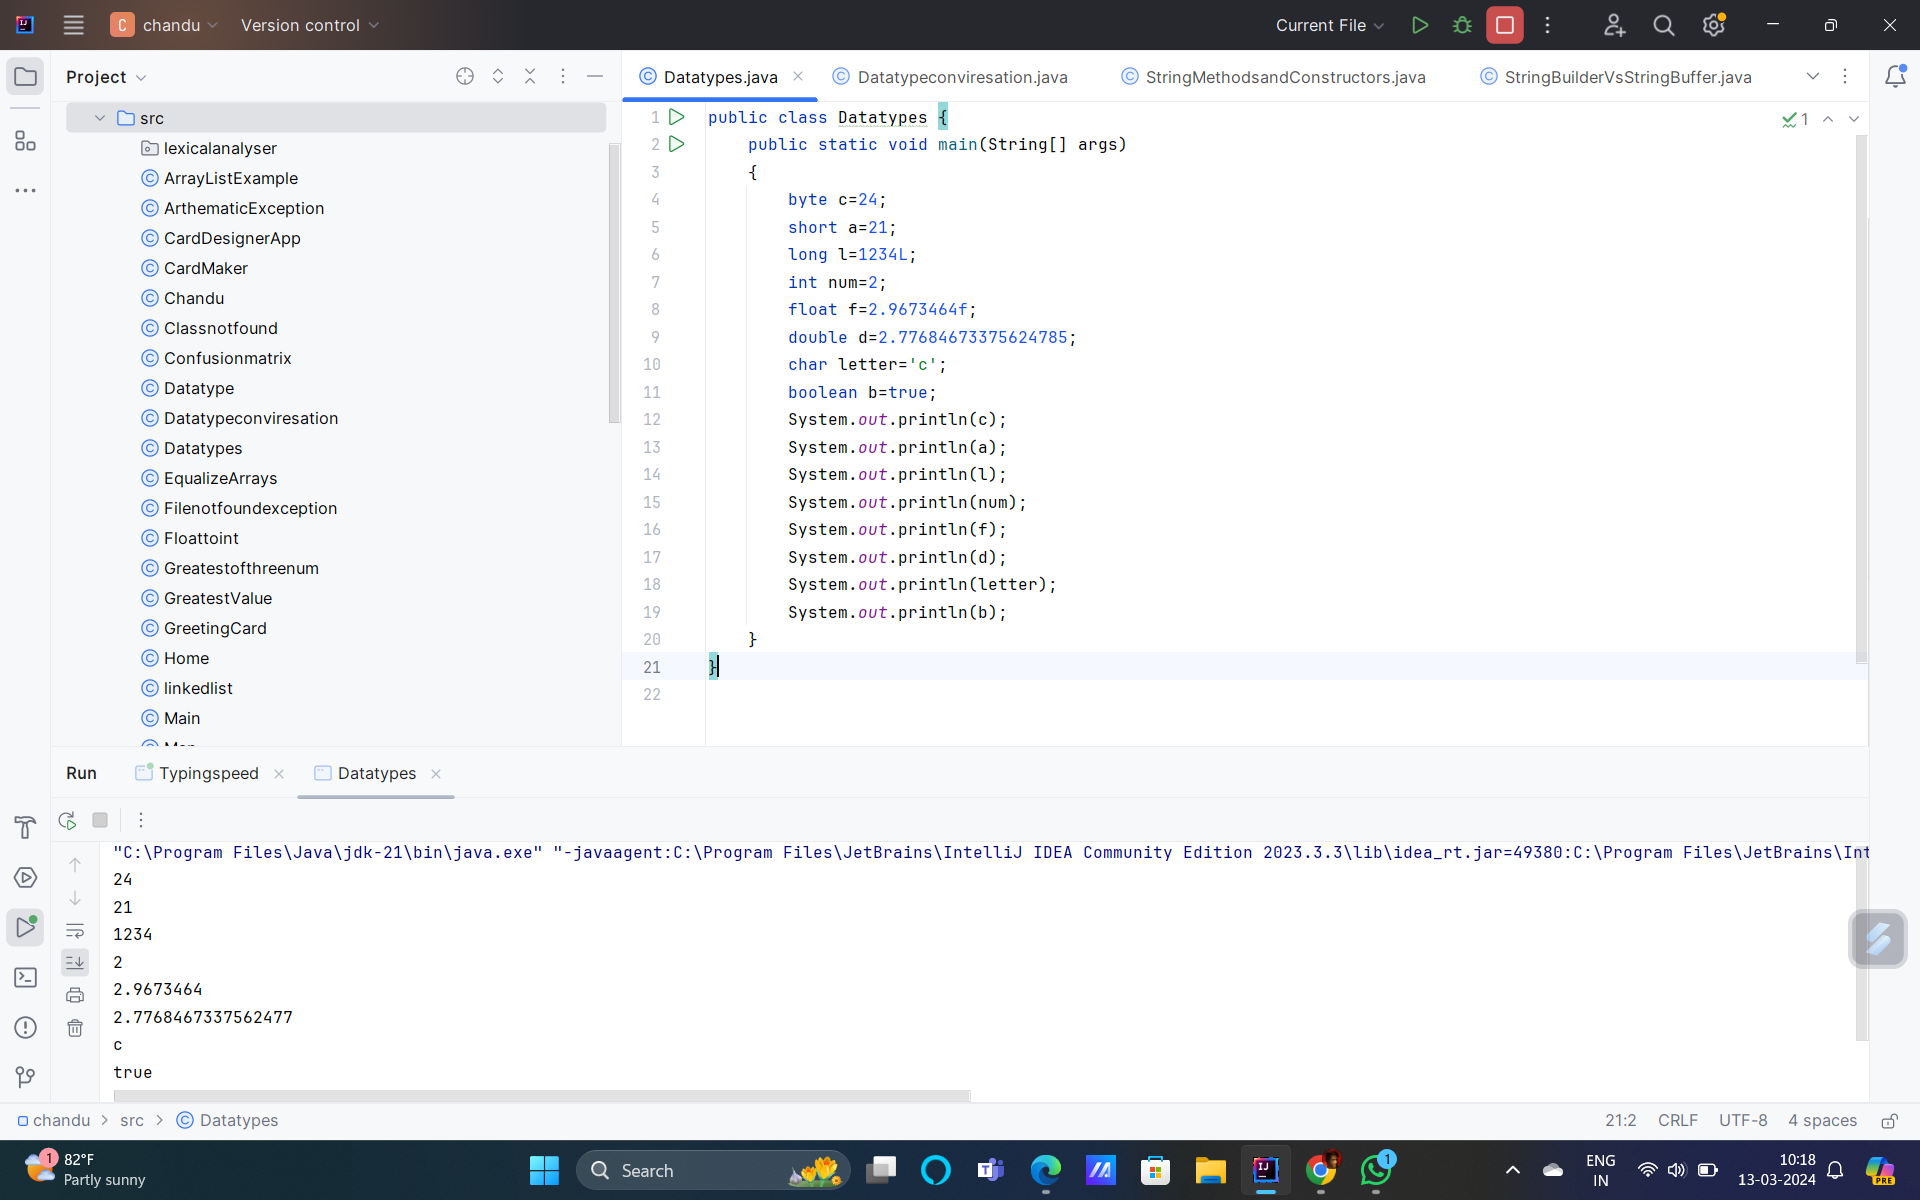 C chandu Version control Current File
Project
Datatypes.java Datatypeconviresation.java StringMethodsandConstructors.java StringBuilderVsStringBuffer.java
src
lexicalanalyser
ArrayListExample
ArthematicException
CardDesignerApp
CardMaker
Chandu
Classnotfound
Confusionmatrix
Datatype
Datatypeconviresation
Datatypes
EqualizeArrays
Filenotfoundexception
Floattoint
Greatestofthreenum
GreatestValue
GreetingCard
Home
linkedlist
Main
1 public class Datatypes {
2 public static void main(String[] args)
3 {
4 byte c=24;
5 short a=21;
6 long l=1234L;
7 int num=2;
8 float f=2.9673464f;
9 double d=2.77684673375624785;
10 char letter='c';
11 boolean b=true;
12 System.out.println(c);
13 System.out.println(a);
14 System.out.println(l);
15 System.out.println(num);
16 System.out.println(f);
17 System.out.println(d);
18 System.out.println(letter);
19 System.out.println(b);
20 }
21 }
22
1
Run Typingspeed Datatypes
"C:\Program Files\Java\jdk-21\bin\java.exe" "-javaagent:C:\Program Files\JetBrains\IntelliJ IDEA Community Edition 2023.3.3\lib\idea_rt.jar=49380:C:\Program Files\JetBrains\Int
24
21
1234
2
2.9673464
2.7768467337562477
c
true
chandu > src > Datatypes 21:2 CRLF UTF-8 4 spaces
1 82°F
Partly sunny
Search
1
ENG
IN
10:18
13-03-2024
PRE